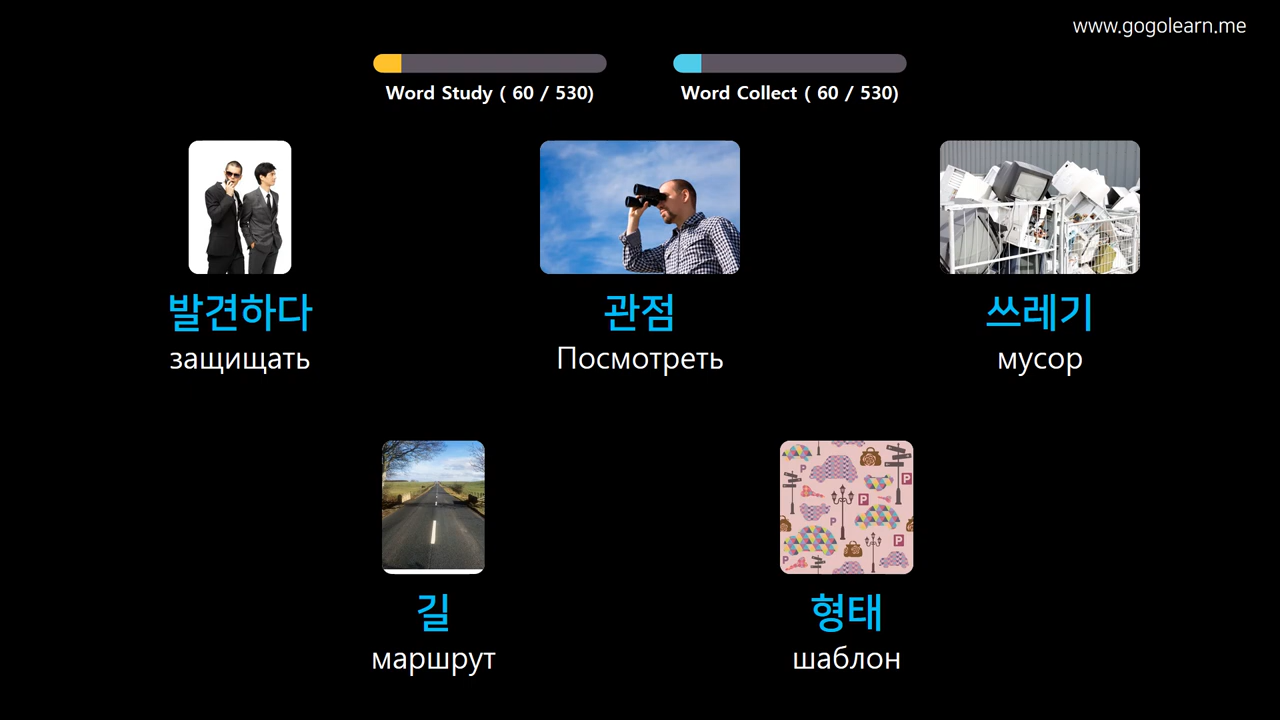 www.gogolearn.me
Word Study ( 60 / 530)
Word Collect ( 60 / 530)
발견하다
защищать
관점
Посмотреть
쓰레기
мусор
길
маршрут
형태
шаблон